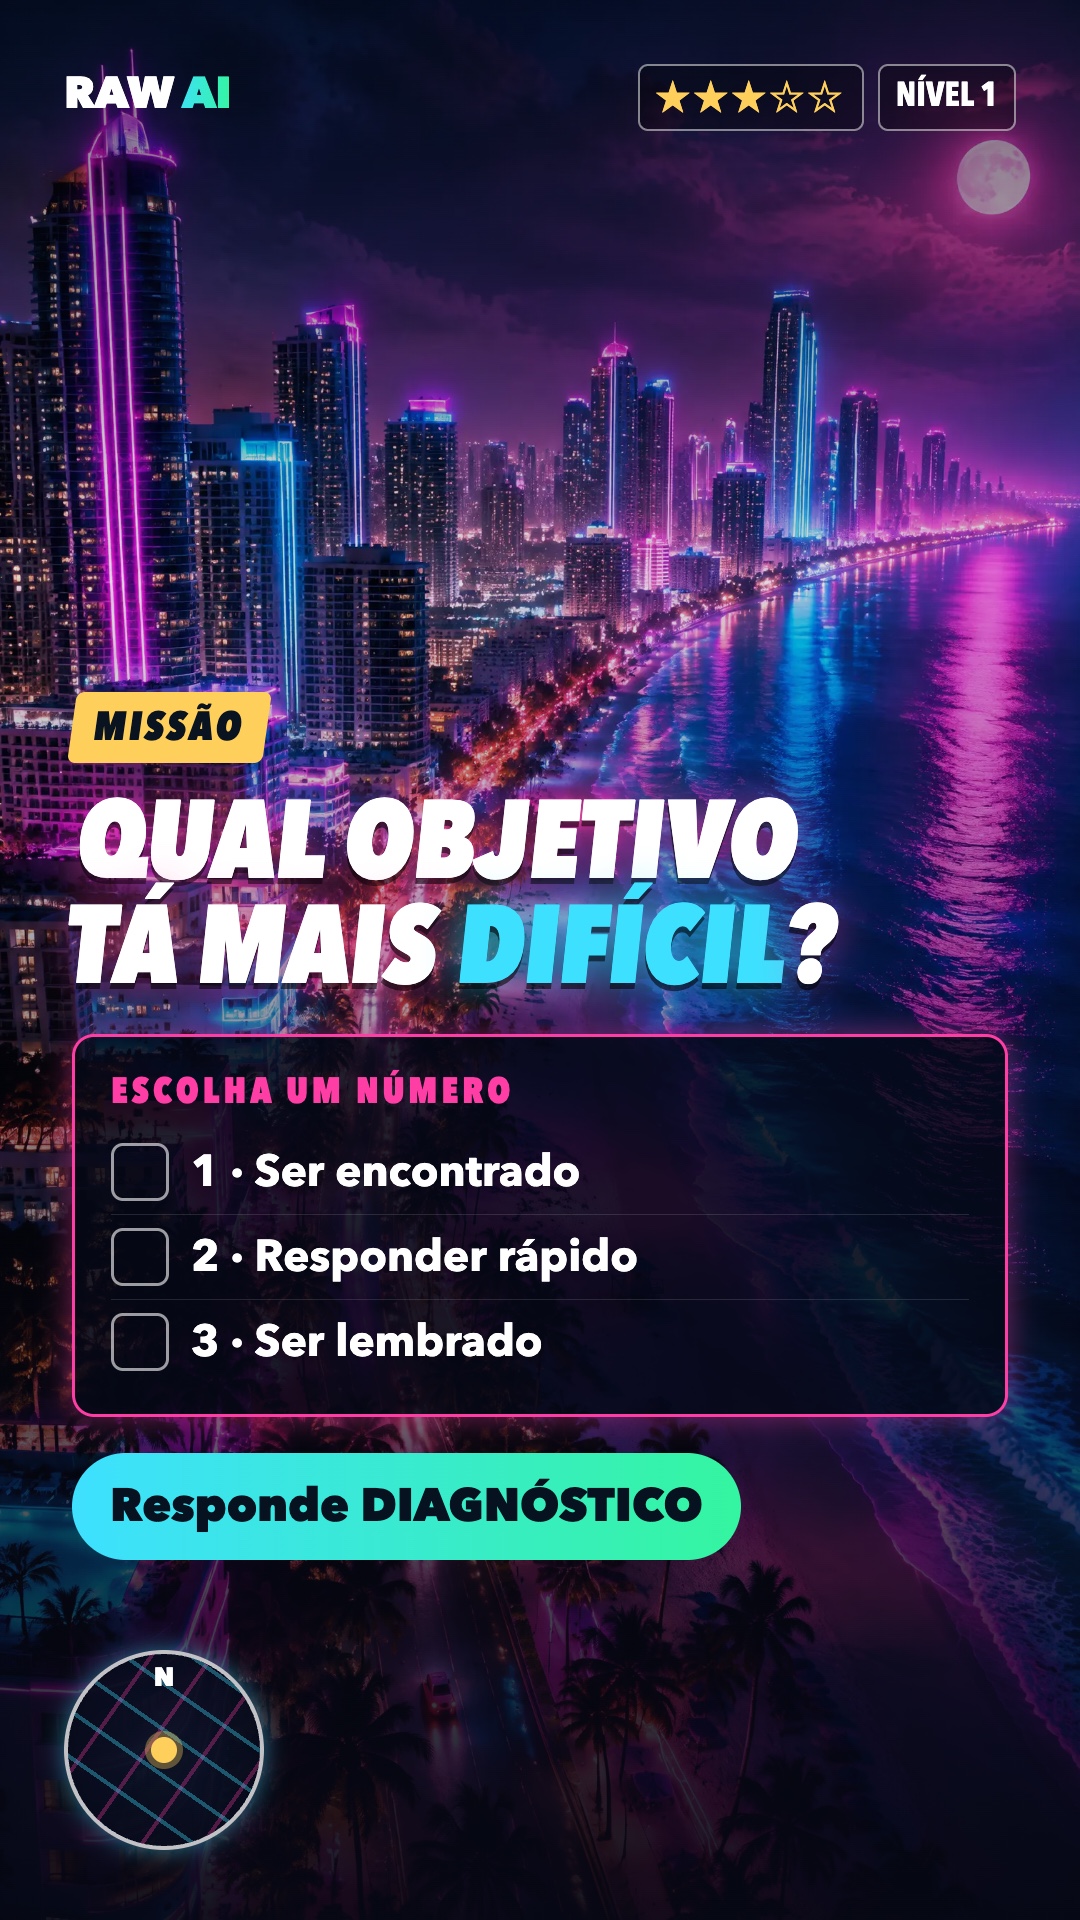 RAW AI
★★★☆☆
NÍVEL 1
MISSÃO
QUAL OBJETIVO
TÁ MAIS DIFÍCIL?
ESCOLHA UM NÚMERO
1 · Ser encontrado
2 · Responder rápido
3 · Ser lembrado
Responde DIAGNÓSTICO
N